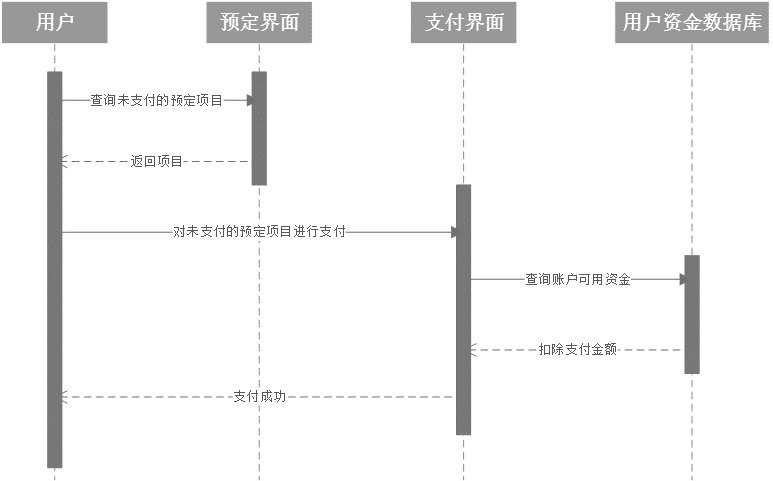 用户
预定界面
支付界面
用户资金数据库
查询未支付的预定项目
返回项目
对未支付的预定项目进行支付
查询账户可用资金
扣除支付金额
支付成功